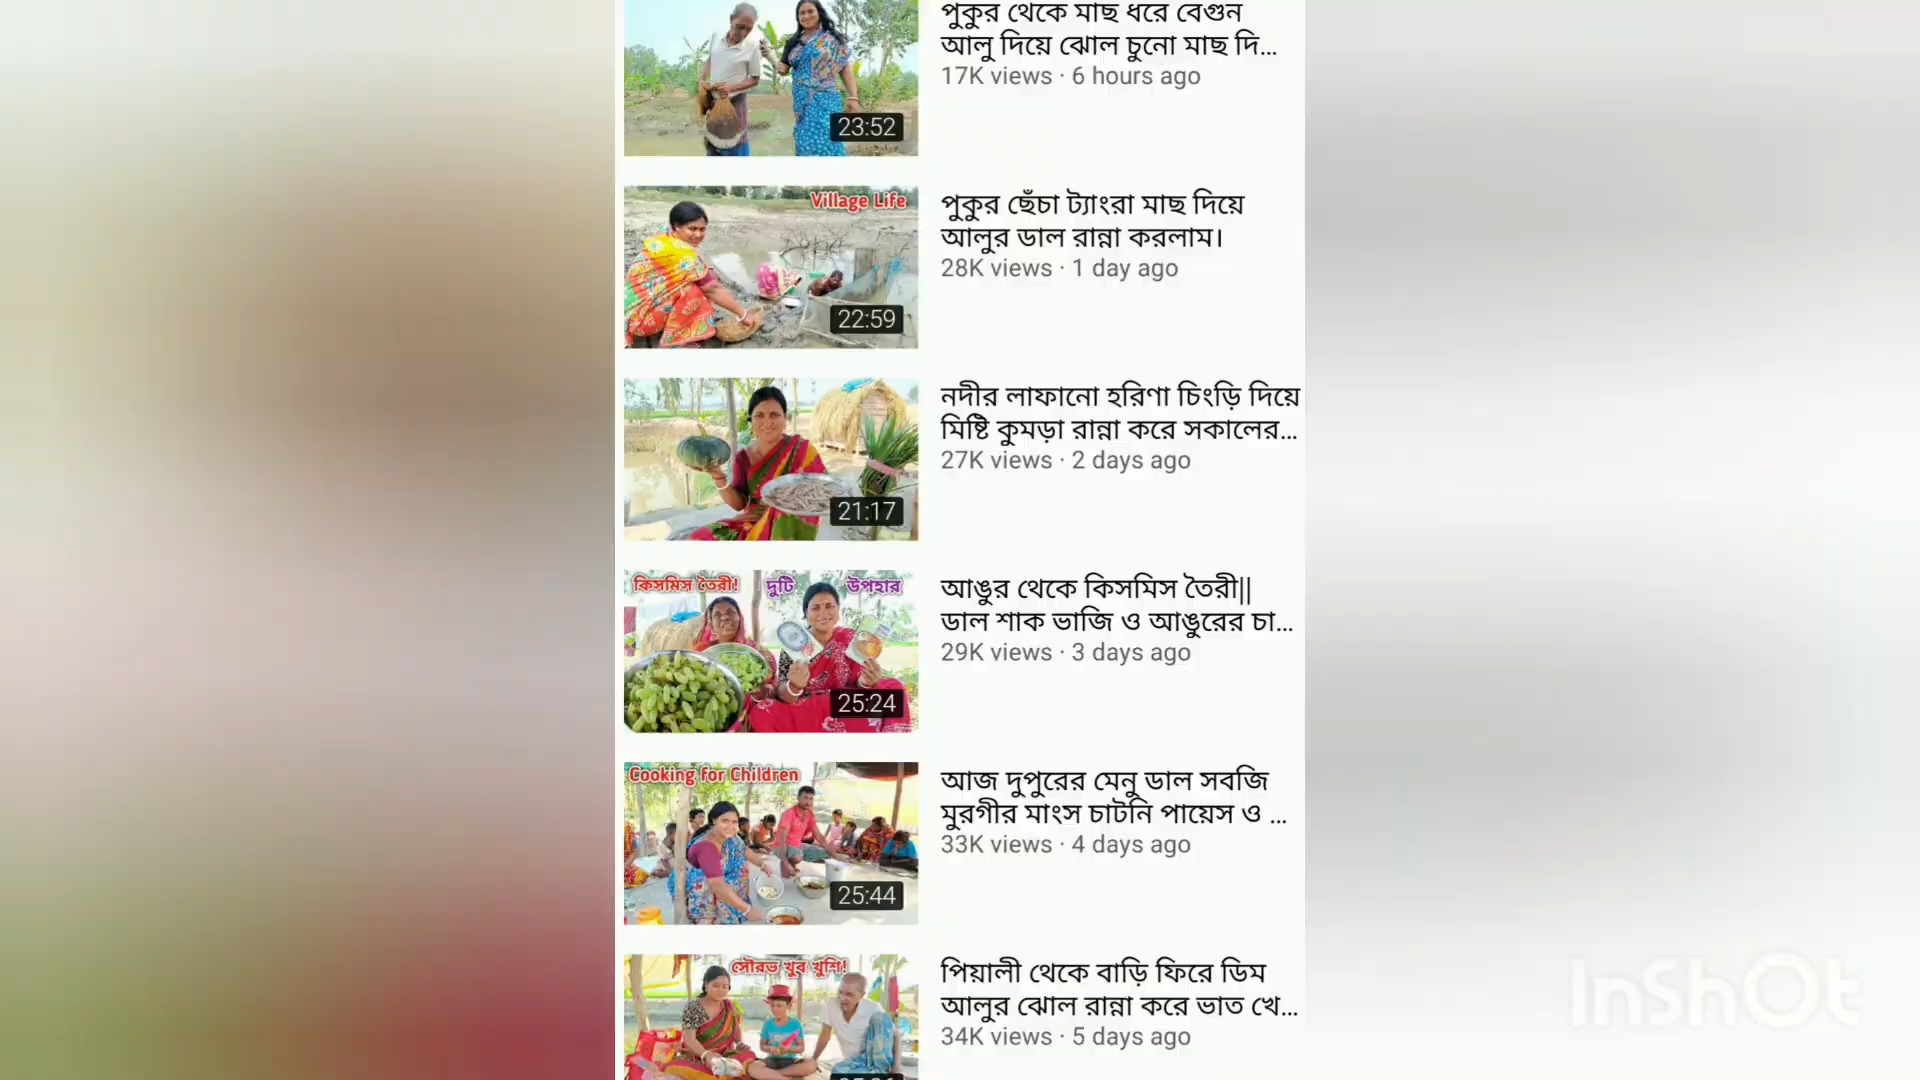 পুকুর থেকে মাছ ধরে বেগুন
আলু দিয়ে ঝোল চুনো মাছ দি...
17K views · 6 hours ago
23:52
Village Life
পুকুর ছেঁচা ট্যাংরা মাছ দিয়ে
আলুর ডাল রান্না করলাম।
28K views · 1 day ago
22:59
নদীর লাফানো হরিণা চিংড়ি দিয়ে
মিষ্টি কুমড়া রান্না করে সকালের...
27K views · 2 days ago
21:17
কিসমিস তৈরী! দুটি উপহার
আঙুর থেকে কিসমিস তৈরী||
ডাল শাক ভাজি ও আঙুরের চা...
29K views · 3 days ago
25:24
Cooking for Children
আজ দুপুরের মেনু ডাল সবজি
মুরগীর মাংস চাটনি পায়েস ও ...
33K views · 4 days ago
25:44
সৌরভ খুব খুশি!
পিয়ালী থেকে বাড়ি ফিরে ডিম
আলুর ঝোল রান্না করে ভাত খে...
34K views · 5 days ago
InShOt